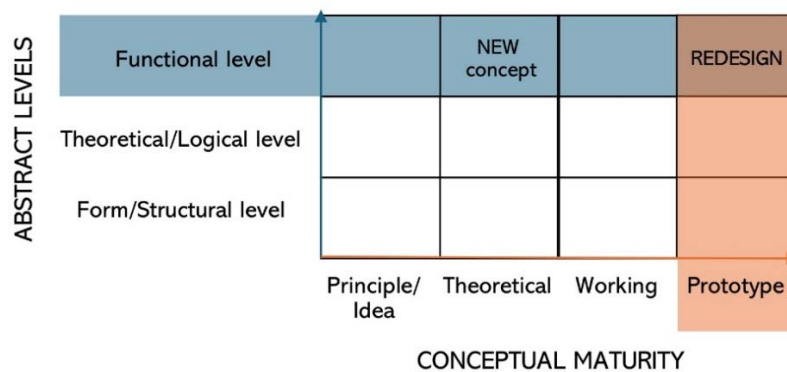 ABSTRACT LEVELS
Functional level
NEW
concept
REDESIGN
Theoretical/Logical level
Form/Structural level
Principle/
Idea
Theoretical
Working
Prototype
CONCEPTUAL MATURITY